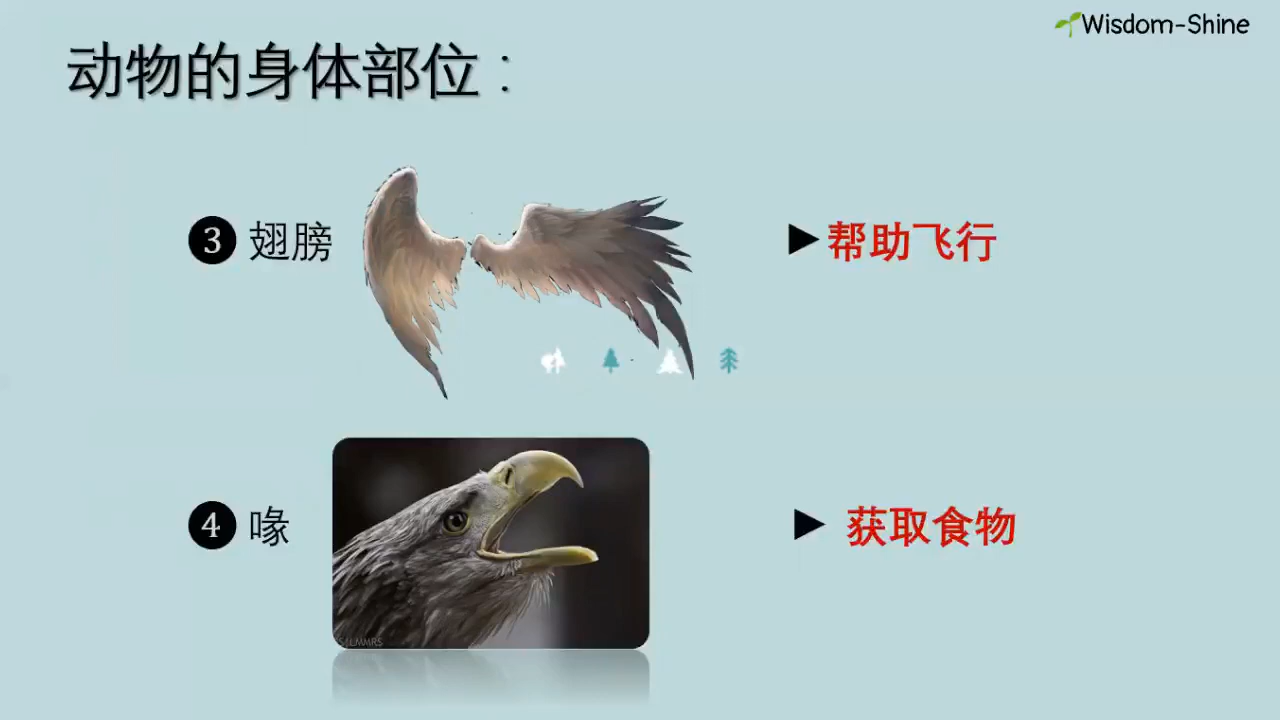 Wisdom-Shine
动物的身体部位：
3 翅膀
▶帮助飞行
4 喙
▶ 获取食物